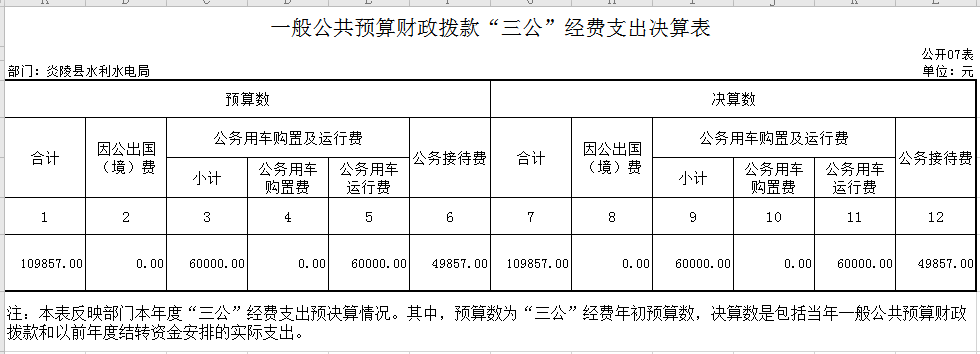 一般公共预算财政拨款“三公”经费支出决算表
公开07表
部门：炎陵县水利水电局
单位：元
预算数
决算数
合计
因公出国
（境）费
公务用车购置及运行费
公务接待费
合计
因公出国
（境）费
公务用车购置及运行费
公务接待费
小计
公务用车
购置费
公务用车
运行费
小计
公务用车
购置费
公务用车
运行费
1 2 3 4 5 6 7 8 9 10 11 12
109857.00 0.00 60000.00 0.00 60000.00 49857.00 109857.00 0.00 60000.00 0.00 60000.00 49857.00
注：本表反映部门本年度“三公”经费支出预决算情况。其中，预算数为“三公”经费年初预算数，决算数是包括当年一般公共预算财政
拨款和以前年度结转资金安排的实际支出。